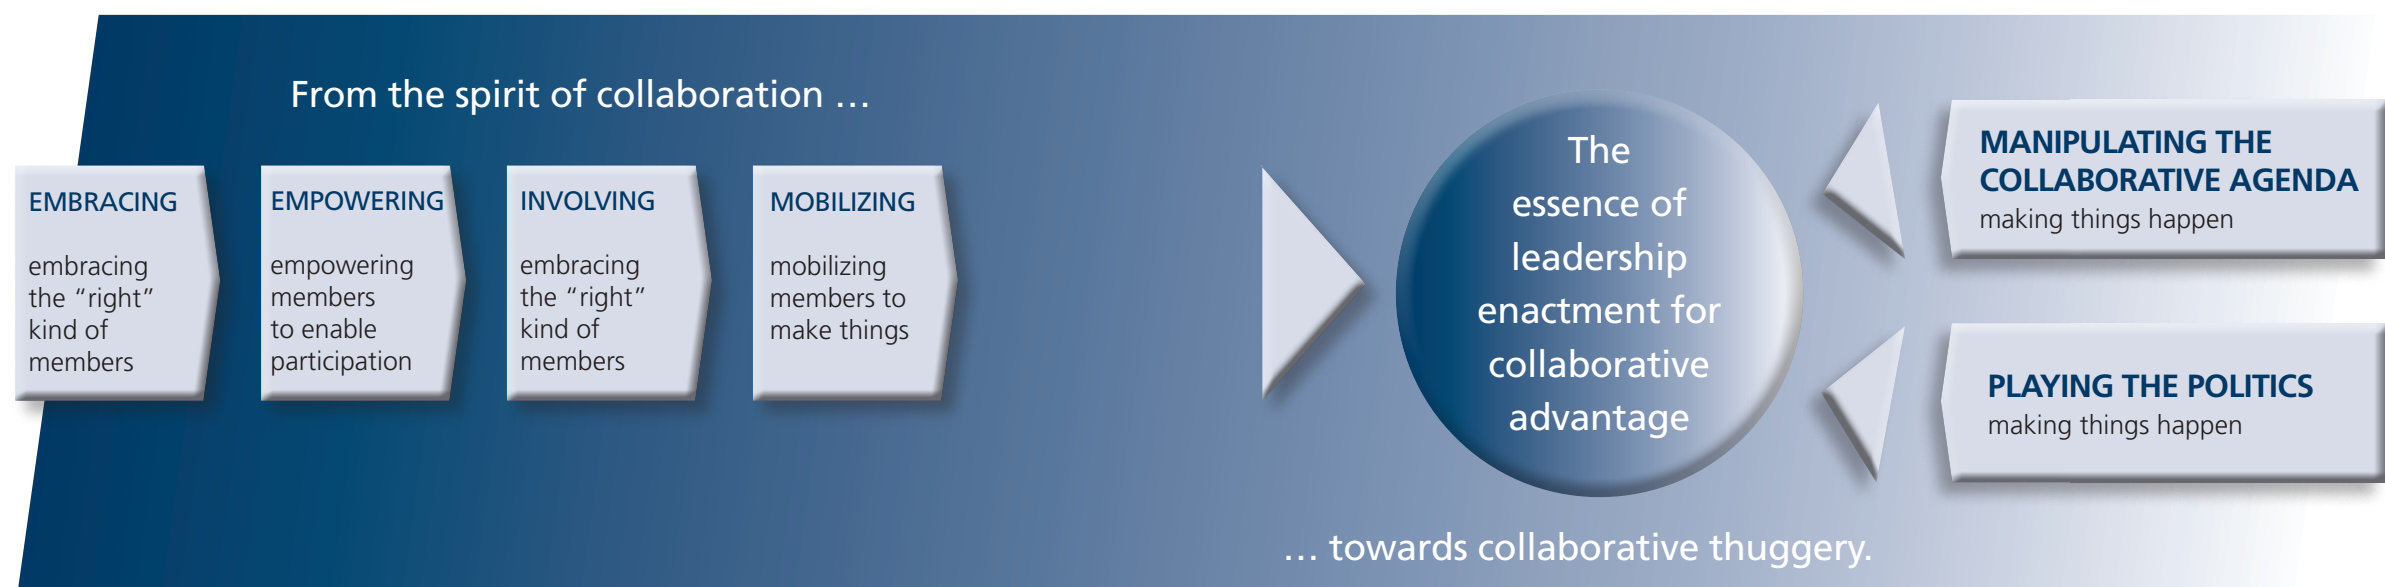 From the spirit of collaboration …
EMBRACING
embracing
the “right”
kind of
members
EMPOWERING
empowering
members
to enable
participation
INVOLVING
embracing
the “right”
kind of
members
MOBILIZING
mobilizing
members to
make things
The
essence of
leadership
enactment for
collaborative
advantage
MANIPULATING THE
COLLABORATIVE AGENDA
making things happen
PLAYING THE POLITICS
making things happen
… towards collaborative thuggery.